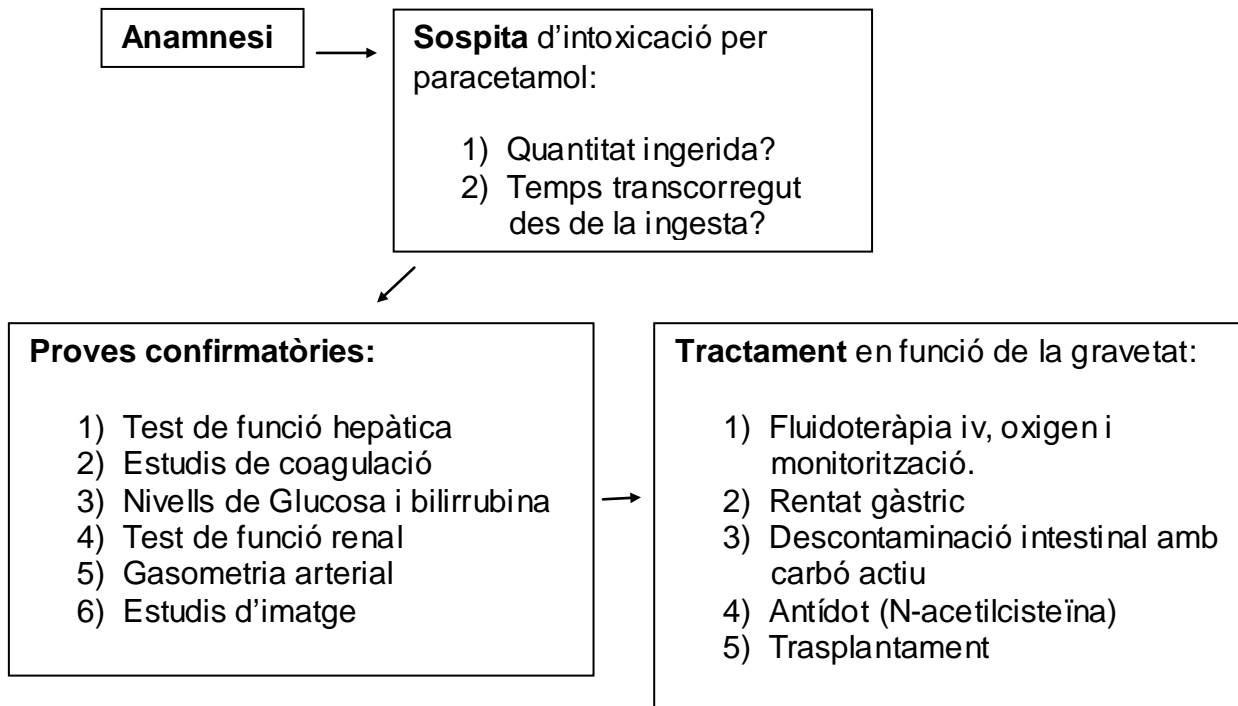 Anamnesi
Sospita d’intoxicació per
paracetamol:
1) Quantitat ingerida?
2) Temps transcorregut
des de la ingesta?
Proves confirmatòries:
1) Test de funció hepàtica
2) Estudis de coagulació
3) Nivells de Glucosa i bilirrubina
4) Test de funció renal
5) Gasometria arterial
6) Estudis d’imatge
Tractament en funció de la gravetat:
1) Fluidoteràpia iv, oxigen i
monitorització.
2) Rentat gàstric
3) Descontaminació intestinal amb
carbó actiu
4) Antídot (N-acetilcisteïna)
5) Trasplantament